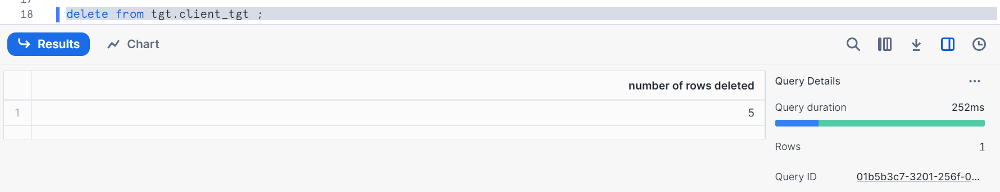 17
18 delete from tgt.client_tgt ;
Results Chart
number of rows deleted
1 5
Query Details
Query duration 252ms
Rows 1
Query ID 01b5b3c7-3201-256f-0...